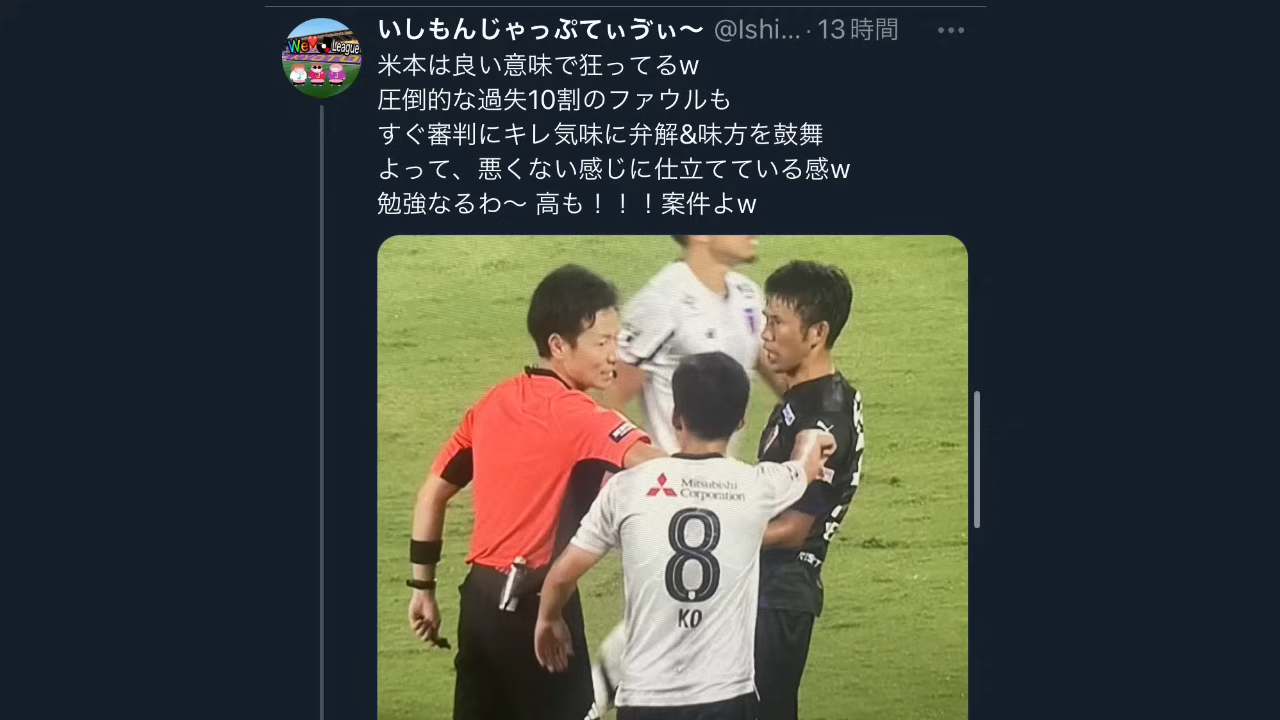 いしもんじゃっぷてぃゔぃ〜 @Ishi... · 13時間
米本は良い意味で狂ってるw
圧倒的な過失10割のファウルも
すぐ審判にキレ気味に弁解&味方を鼓舞
よって、悪くない感じに仕立てている感w
勉強なるわ〜 高も！！！案件よw
We League
Mitsubishi
Corporation
8
KO